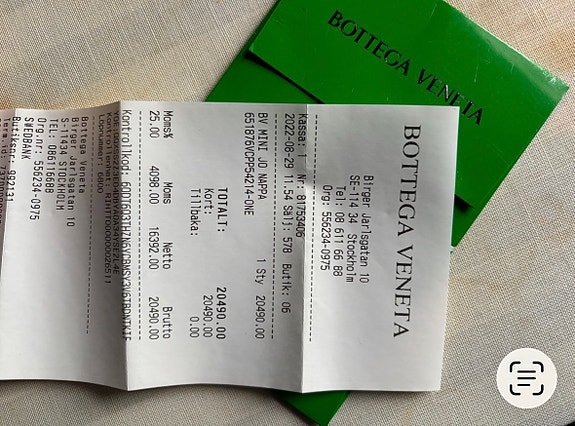 BOTTEGA VENETA
BOTTEGA VENETA
Birger Jarlsgatan 10
SE-114 34 Stockholm
Tel: 08 611 66 88
Org: 556234-0975
Kassa: 1 Nr: 81753406
2022-08-29 11.54 Sälj: 578 Butik: 06
BV MINI JO NAPPA
651876VCPP54214-ONE
1 Sty 20490.00
TOTALT: 20490.00
Kort: 20490.00
Tillbaka: 0.00
Moms% Moms Netto Brutto
25.00 4098.00 16392.00 20490.00
Bottega Veneta
Birger Jarlsgatan 10
S-11434 STOCKHOLM
TEL: 086116688
Org.nr: 556234-0975
SWEDBANK